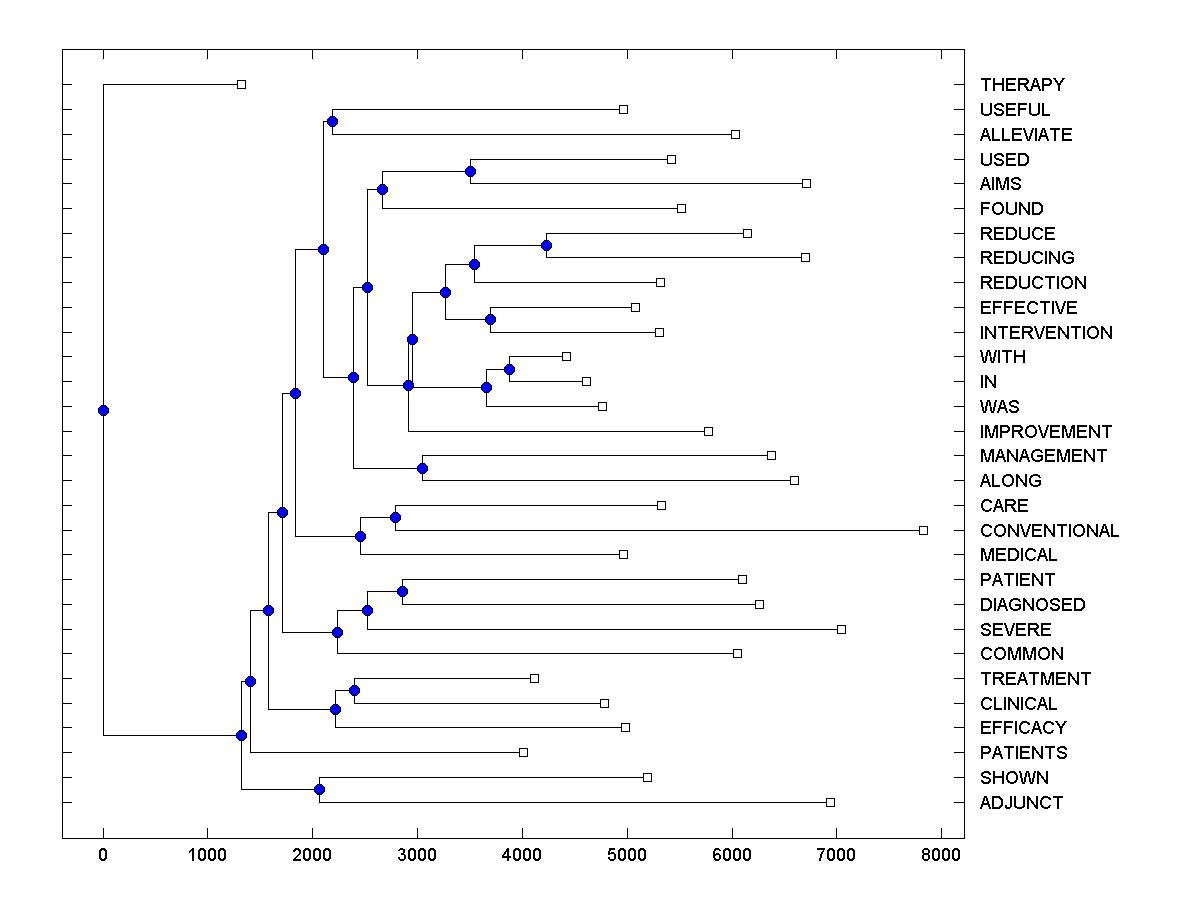 THERAPY
USEFUL
ALLEVIATE
USED
AIMS
FOUND
REDUCE
REDUCING
REDUCTION
EFFECTIVE
INTERVENTION
WITH
IN
WAS
IMPROVEMENT
MANAGEMENT
ALONG
CARE
CONVENTIONAL
MEDICAL
PATIENT
DIAGNOSED
SEVERE
COMMON
TREATMENT
CLINICAL
EFFICACY
PATIENTS
SHOWN
ADJUNCT
0 1000 2000 3000 4000 5000 6000 7000 8000